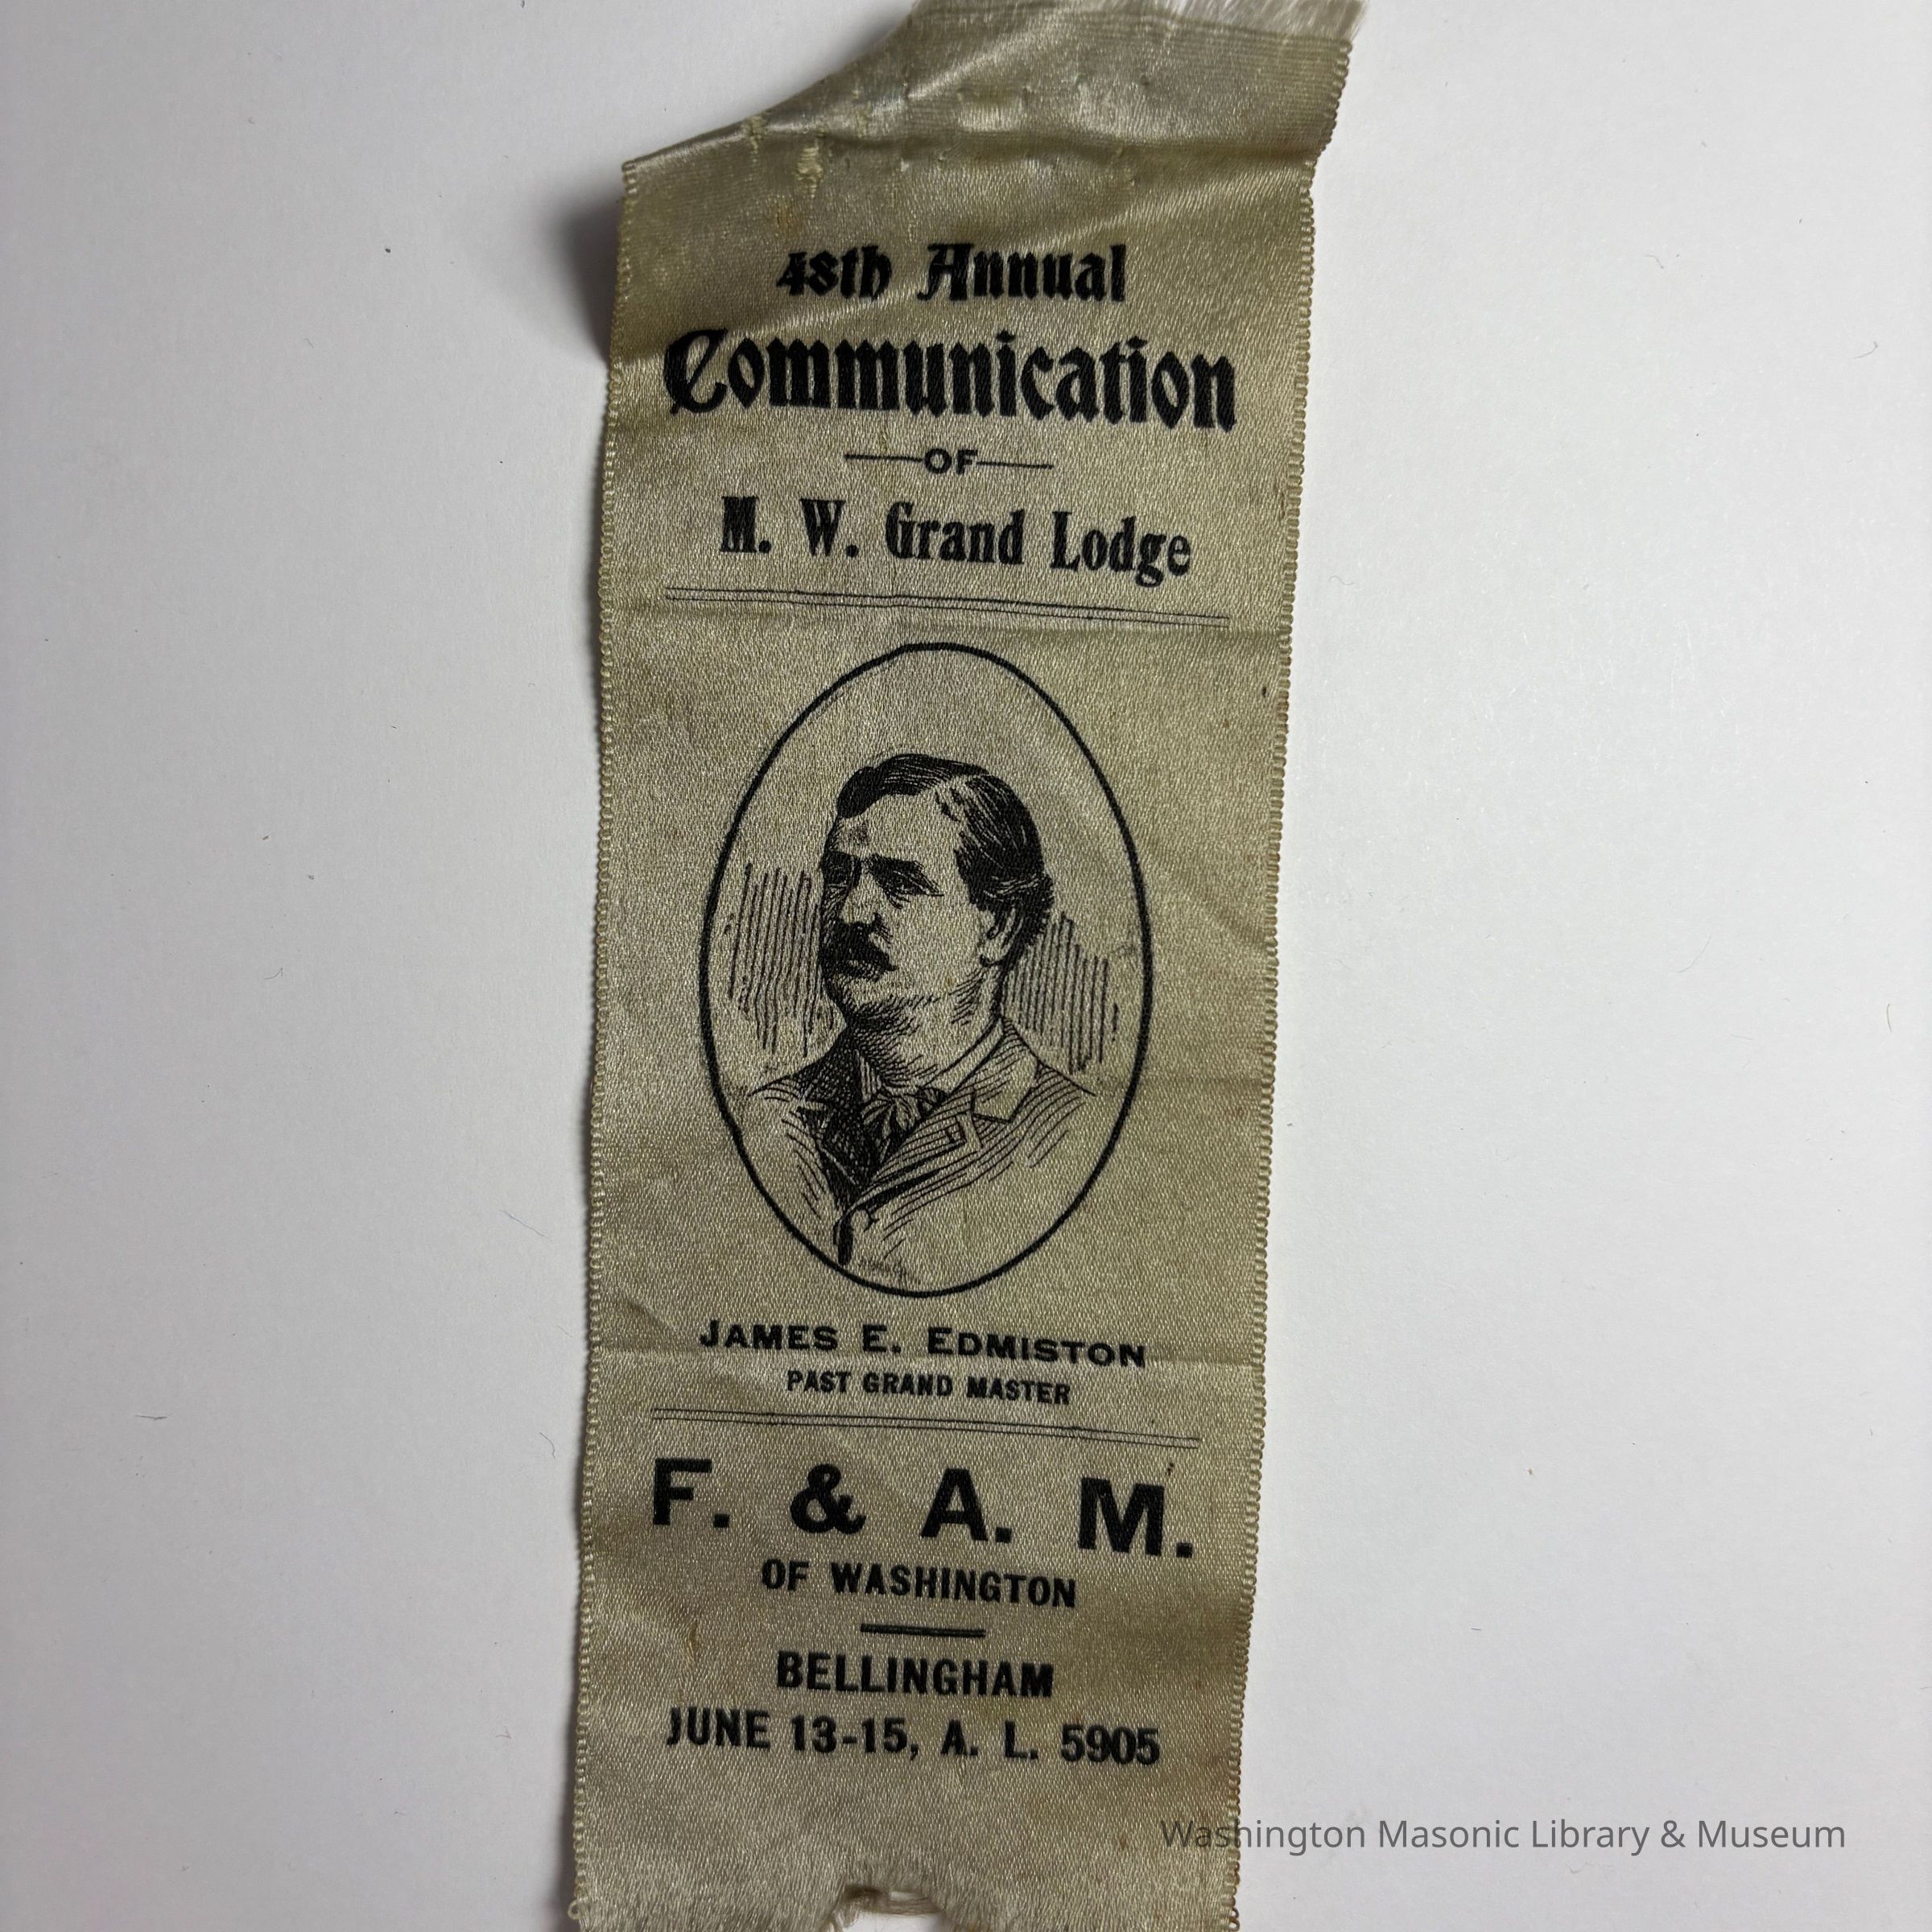 48th Annual
Communication
OF
M. W. Grand Lodge
JAMES E. EDMISTON
PAST GRAND MASTER
F. & A. M.
OF WASHINGTON
BELLINGHAM
JUNE 13-15, A. L. 5905
Washington Masonic Library & Museum